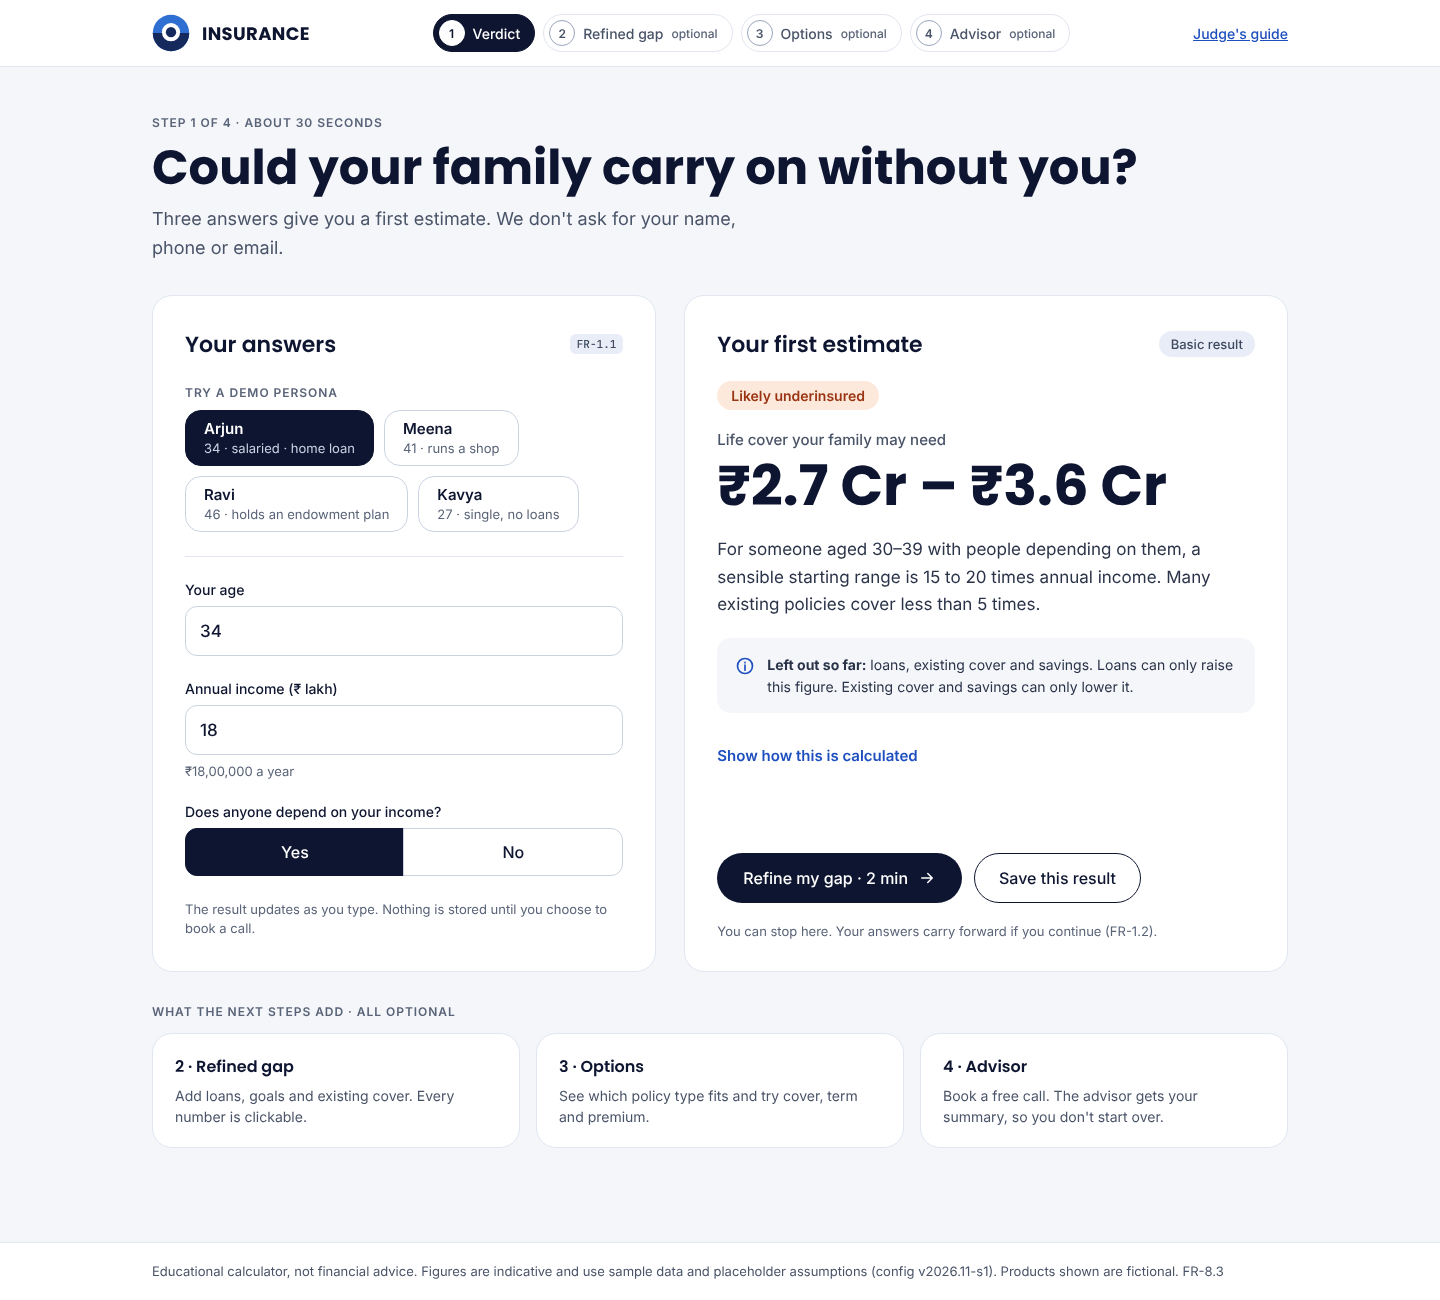 INSURANCE
1 Verdict
2 Refined gap optional
3 Options optional
4 Advisor optional
Judge's guide
STEP 1 OF 4 · ABOUT 30 SECONDS
Could your family carry on without you?
Three answers give you a first estimate. We don't ask for your name,
phone or email.
Your answers
FR-1.1
TRY A DEMO PERSONA
Arjun
34 · salaried · home loan
Meena
41 · runs a shop
Ravi
46 · holds an endowment plan
Kavya
27 · single, no loans
Your age
34
Annual income (₹ lakh)
18
₹18,00,000 a year
Does anyone depend on your income?
Yes
No
The result updates as you type. Nothing is stored until you choose to
book a call.
Your first estimate
Basic result
Likely underinsured
Life cover your family may need
₹2.7 Cr – ₹3.6 Cr
For someone aged 30–39 with people depending on them, a
sensible starting range is 15 to 20 times annual income. Many
existing policies cover less than 5 times.
Left out so far: loans, existing cover and savings. Loans can only raise
this figure. Existing cover and savings can only lower it.
Show how this is calculated
Refine my gap · 2 min →
Save this result
You can stop here. Your answers carry forward if you continue (FR-1.2).
WHAT THE NEXT STEPS ADD · ALL OPTIONAL
2 · Refined gap
Add loans, goals and existing cover. Every
number is clickable.
3 · Options
See which policy type fits and try cover, term
and premium.
4 · Advisor
Book a free call. The advisor gets your
summary, so you don't start over.
Educational calculator, not financial advice. Figures are indicative and use sample data and placeholder assumptions (config v2026.11-s1). Products shown are fictional. FR-8.3